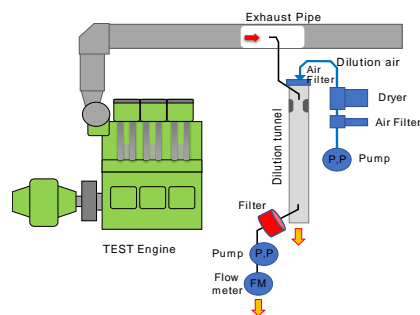 Exhaust Pipe
Air
Filter
Dilution air
Dryer
Air Filter
P,P
Pump
Dilution tunnel
Filter
TEST Engine
Pump
P,P
Flow
meter
FM